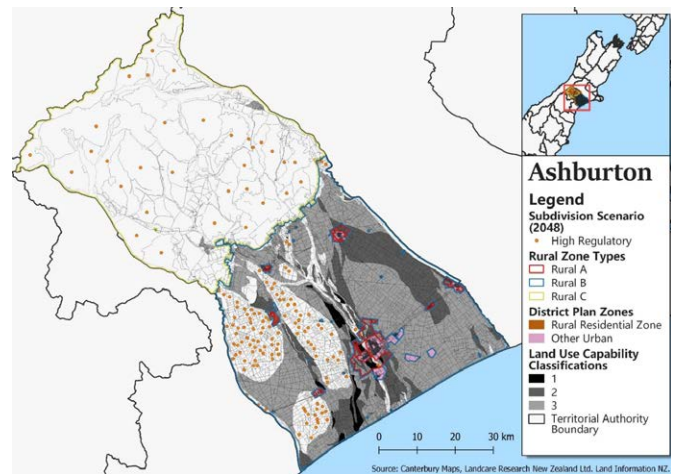 Ashburton
Legend
Subdivision Scenario
(2048)
High Regulatory
Rural Zone Types
Rural A
Rural B
Rural C
District Plan Zones
Rural Residential Zone
Other Urban
Land Use Capability
Classifications
1
2
3
Territorial Authority
Boundary
0 10 20 30 km
Source: Canterbury Maps, Landcare Research New Zealand Ltd. Land Information NZ.